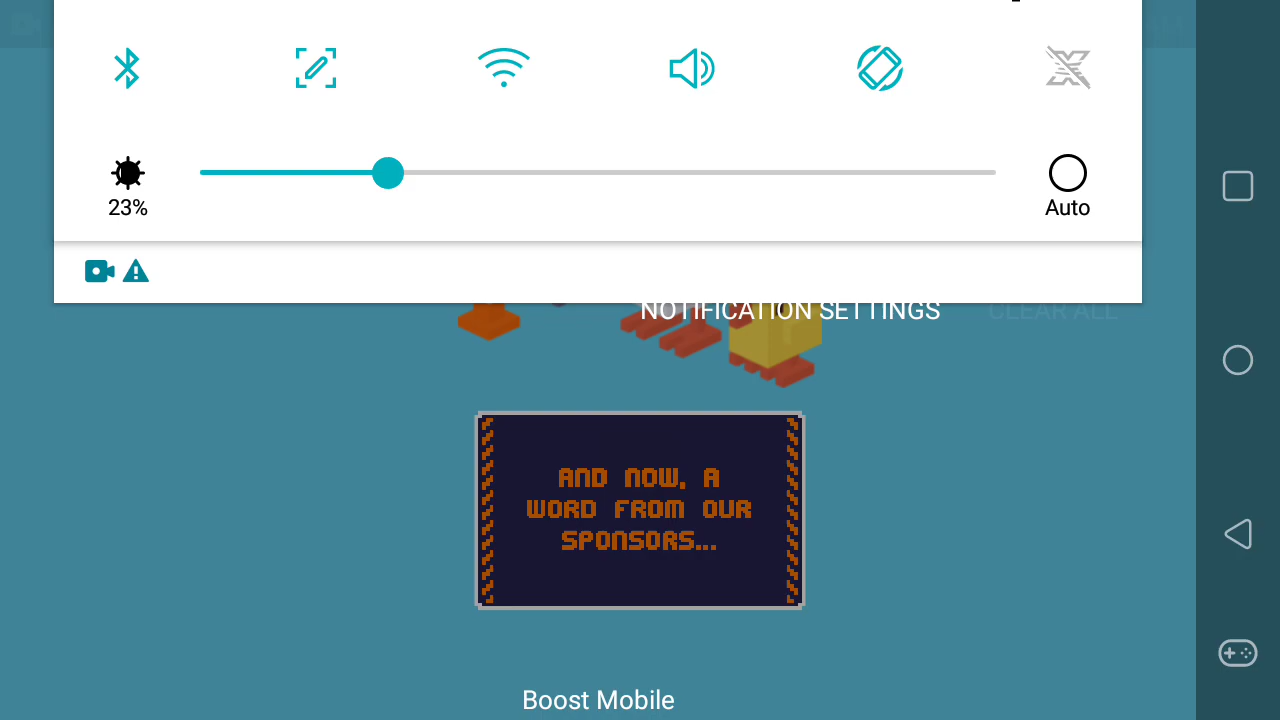 23%
Auto
NOTIFICATION SETTINGS
CLEAR ALL
AND NOW, A
WORD FROM OUR
SPONSORS...
Boost Mobile